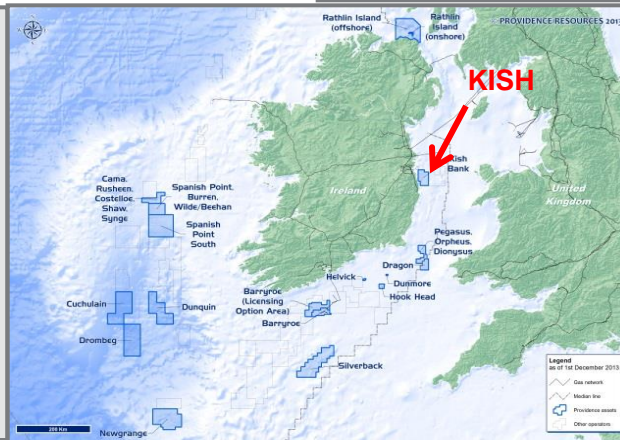 Rathlin Island
(offshore)
Rathlin
Island
(onshore)
PROVIDENCE RESOURCES 201
KISH
Kish
Bank
Cama,
Rusheen,
Costelloe,
Shaw,
Synge
Spanish Point,
Burren,
Wilde/Beehan
Ireland
United
Kingdom
Spanish
Point
South
Pegasus,
Orpheus,
Dionysus
Dragon
Helvick
Dunmore
Hook Head
Barryroe
(Licensing
Option Area)
Barryroe
Cuchulain
Dunquin
Drombeg
Silverback
Newgrange
200 Km
Legend
as of 1st December 2013
Gas network
Median line
Providence assets
Other operators